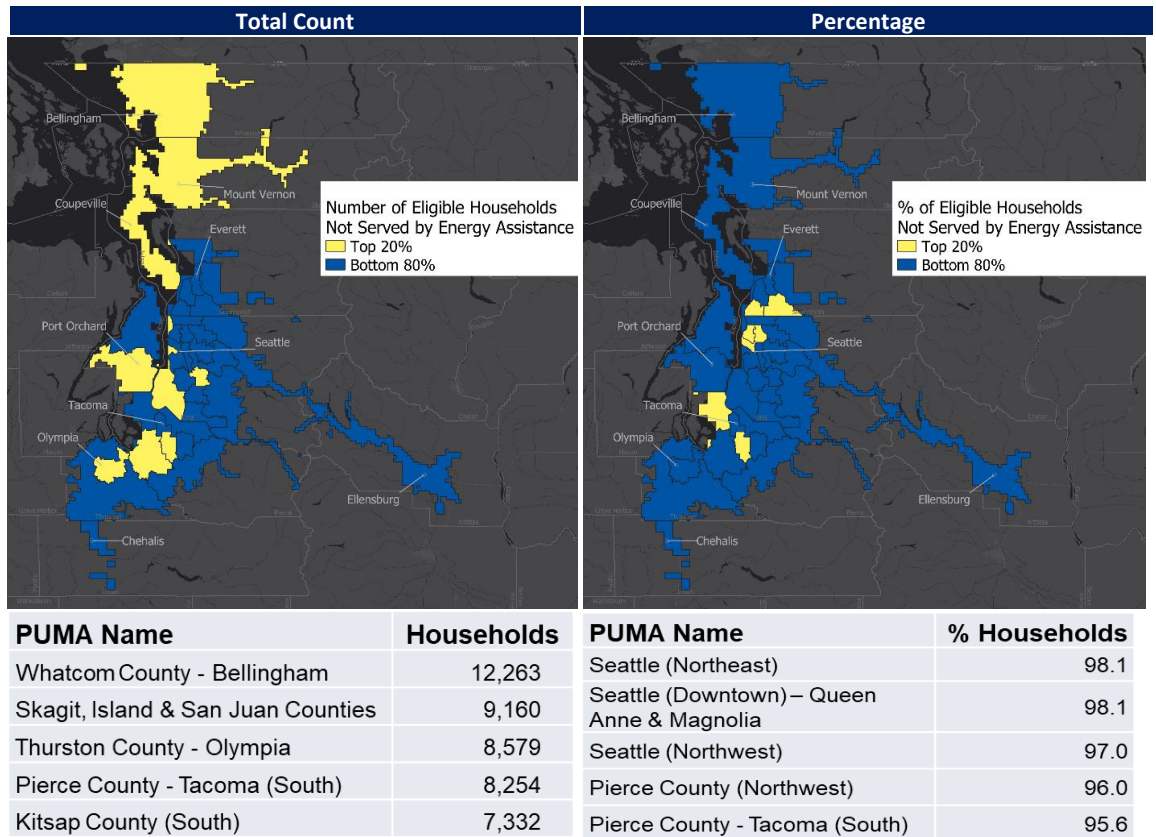 Total Count
Percentage
Bellingham
Mount Vernon
Coupeville
Everett
Port Orchard
Seattle
Tacoma
Olympia
Ellensburg
Chehalis
Number of Eligible Households
Not Served by Energy Assistance
Top 20%
Bottom 80%
Bellingham
Mount Vernon
Coupeville
Everett
Port Orchard
Seattle
Tacoma
Olympia
Ellensburg
Chehalis
% of Eligible Households
Not Served by Energy Assistance
Top 20%
Bottom 80%
PUMA Name Households
Whatcom County - Bellingham 12,263
Skagit, Island & San Juan Counties 9,160
Thurston County - Olympia 8,579
Pierce County - Tacoma (South) 8,254
Kitsap County (South) 7,332
PUMA Name % Households
Seattle (Northeast) 98.1
Seattle (Downtown) – Queen
Anne & Magnolia 98.1
Seattle (Northwest) 97.0
Pierce County (Northwest) 96.0
Pierce County - Tacoma (South) 95.6